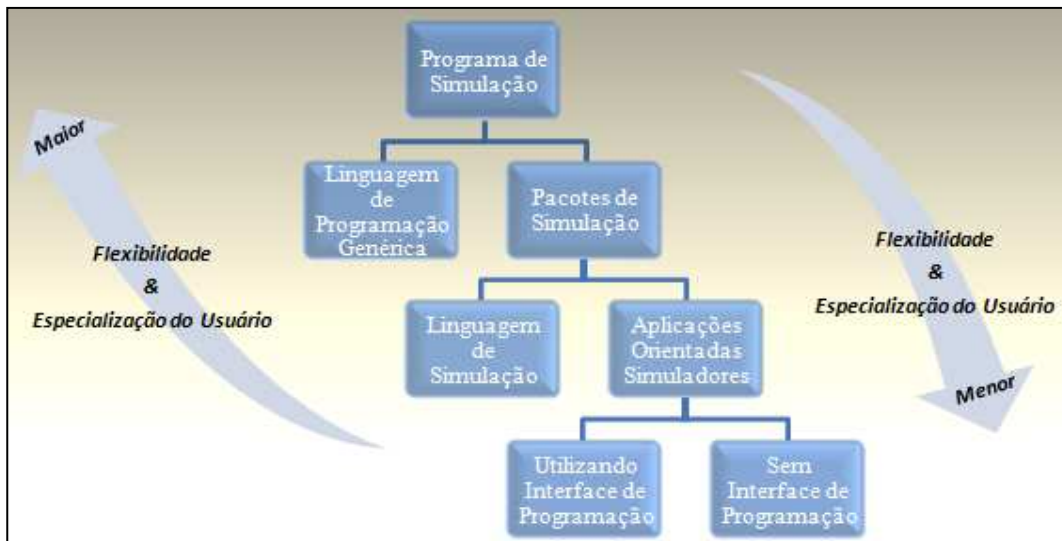 Programa de
Simulação
Maior
Linguagem
de
Programação
Genérica
Pacotes de
Simulação
Flexibilidade
&
Especialização do Usuário
Flexibilidade
&
Especialização do Usuário
Linguagem
de
Simulação
Aplicações
Orientadas
Simuladores
Menor
Utilizando
Interface de
Programação
Sem
Interface de
Programação